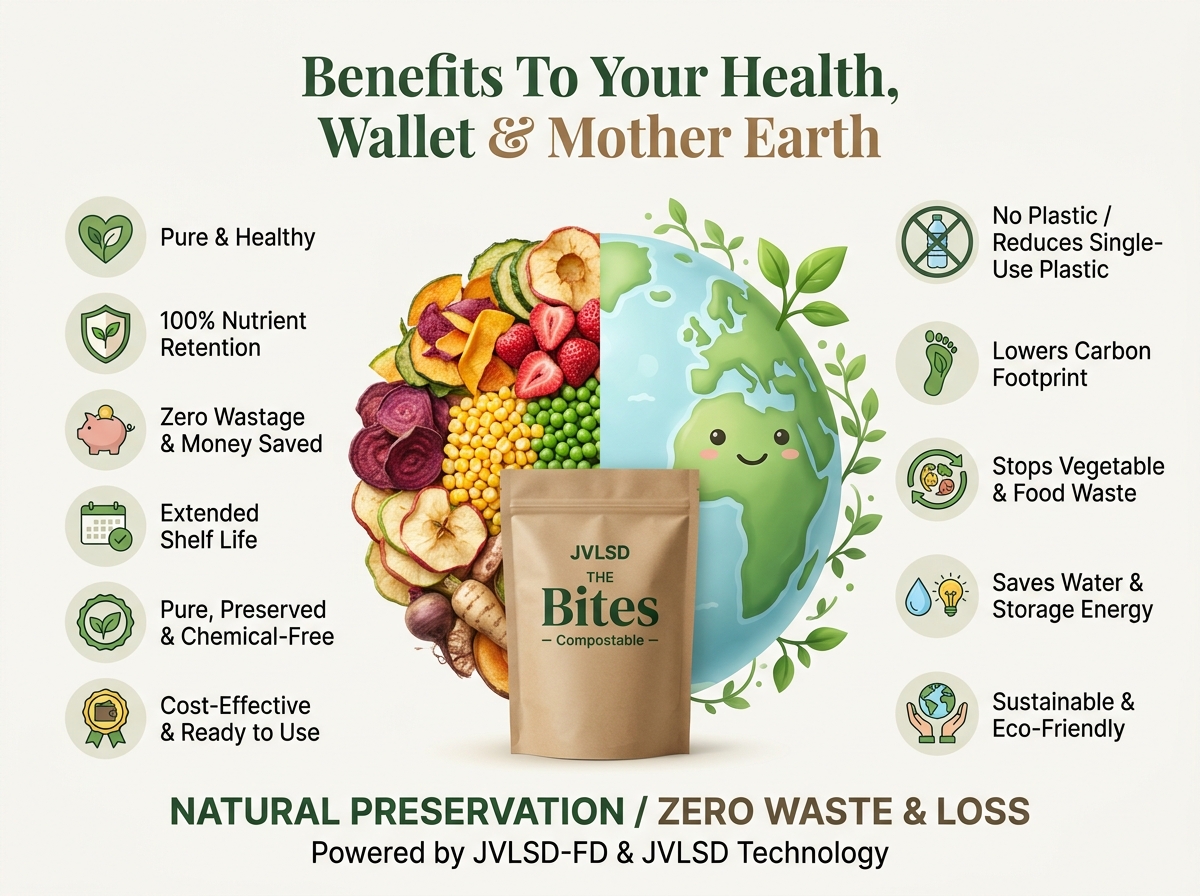 Benefits To Your Health,
Wallet & Mother Earth
Pure & Healthy
100% Nutrient
Retention
Zero Wastage
& Money Saved
Extended
Shelf Life
Pure, Preserved
& Chemical-Free
Cost-Effective
& Ready to Use
JVLSD
THE
Bites
– Compostable –
No Plastic /
Reduces Single-
Use Plastic
Lowers Carbon
Footprint
Stops Vegetable
& Food Waste
Saves Water &
Storage Energy
Sustainable &
Eco-Friendly
NATURAL PRESERVATION / ZERO WASTE & LOSS
Powered by JVLSD-FD & JVLSD Technology